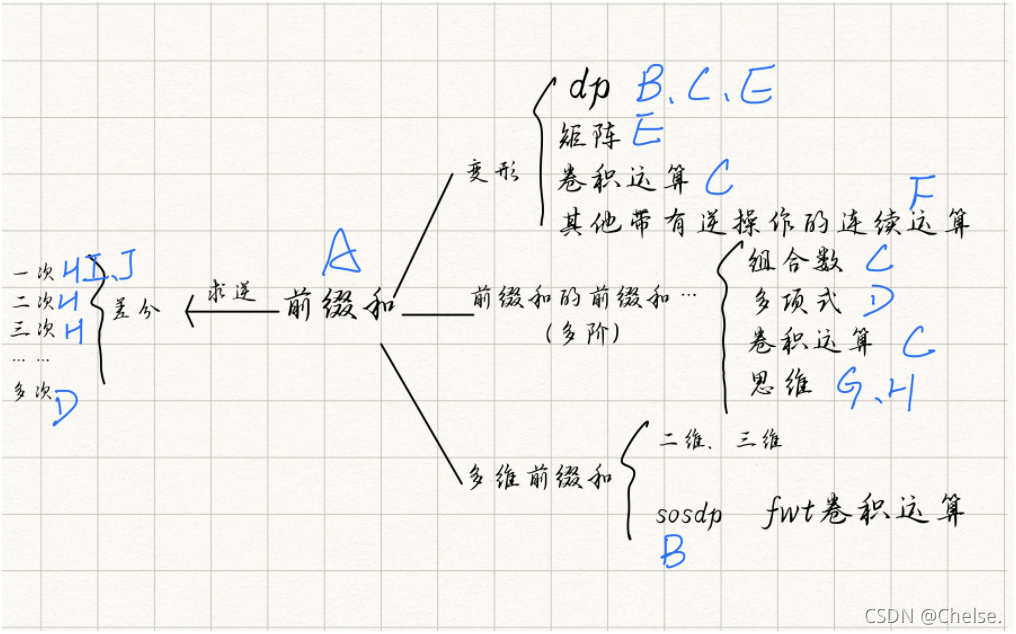 dp B、C、E
矩阵 E
变形
卷积运算 C
F
其他带有逆操作的连续运算
A
组合数 C
一次 H I、J
求逆
差分
前缀和
前缀和的前缀和…
多项式 D
二次 H
(多阶)
三次 H
卷积运算 C
… …
思维 G、H
多次 D
二维、三维
多维前缀和
sosdp fwt卷积运算
B
CSDN @Chelse.